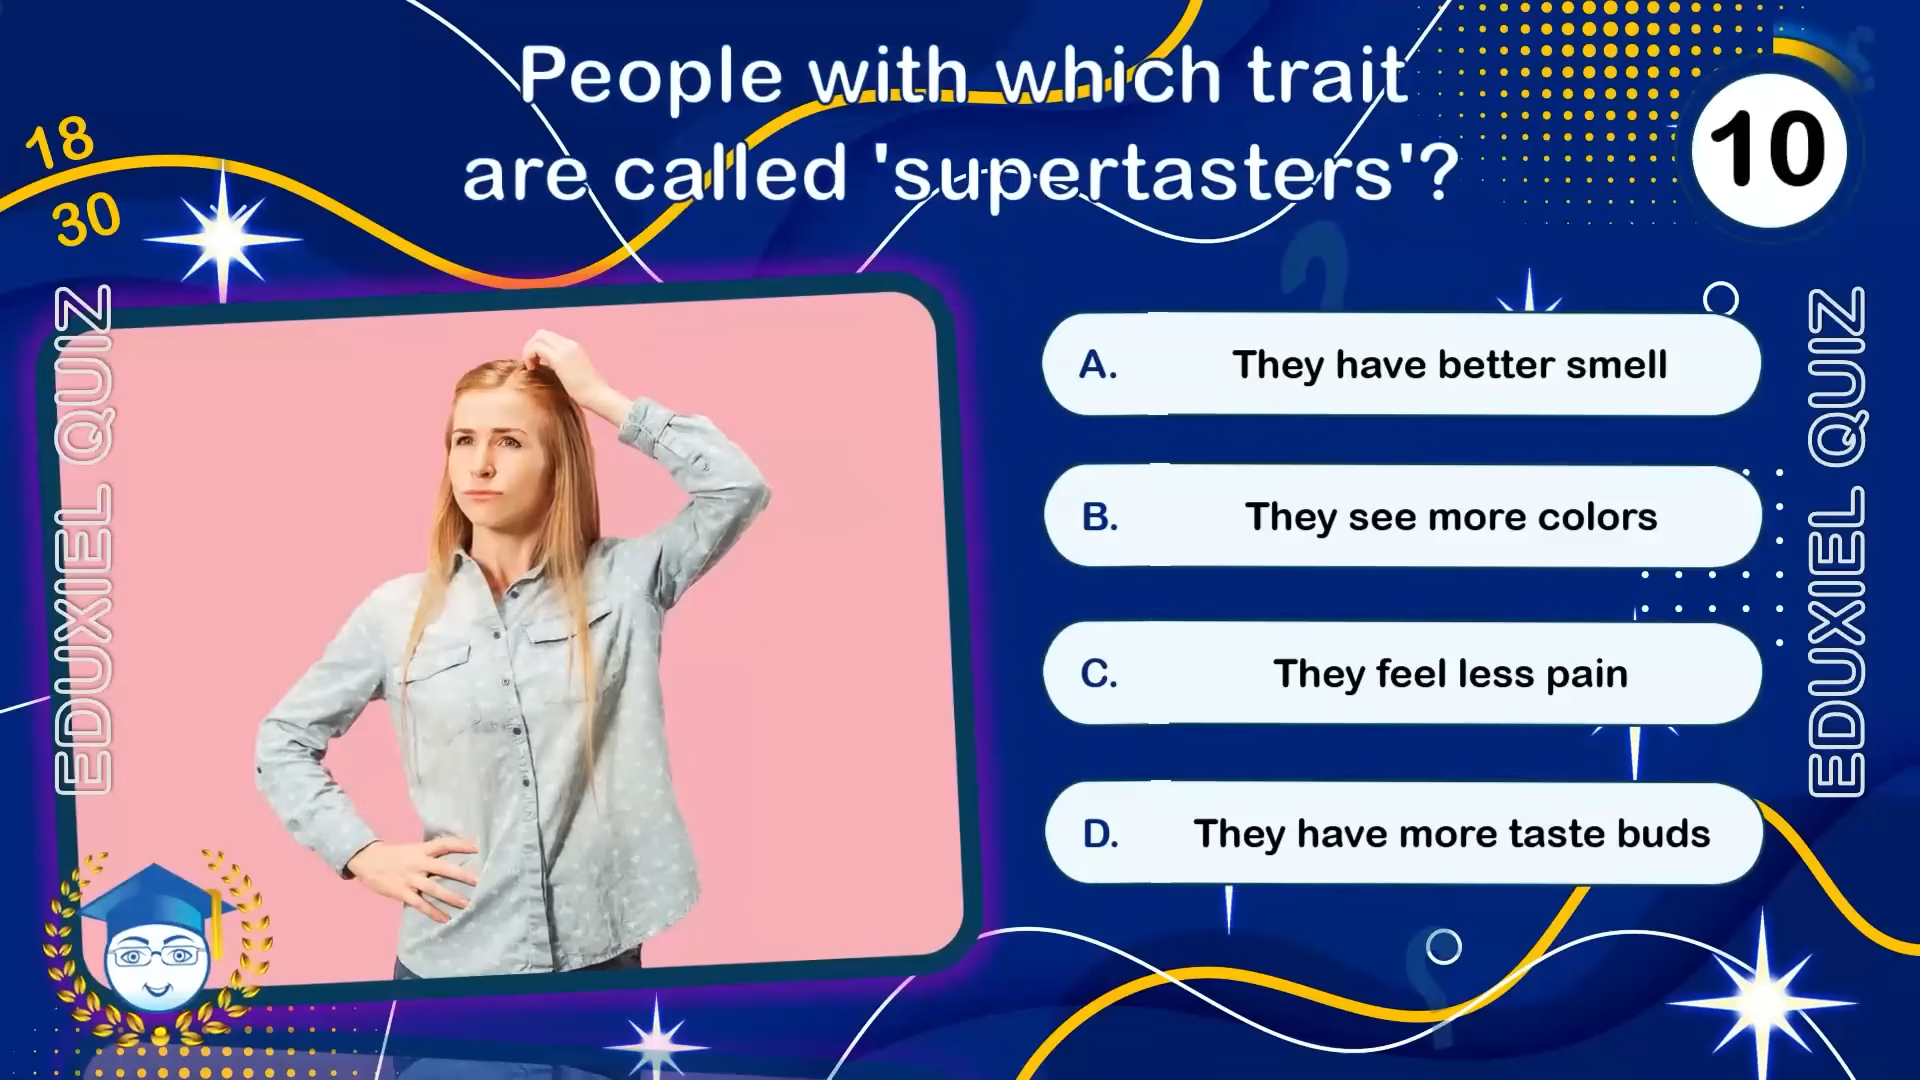 People with which trait
are called 'supertasters'?
10
18
30
EDUXIEL QUIZ
A. They have better smell
B. They see more colors
C. They feel less pain
D. They have more taste buds
EDUXIEL QUIZ